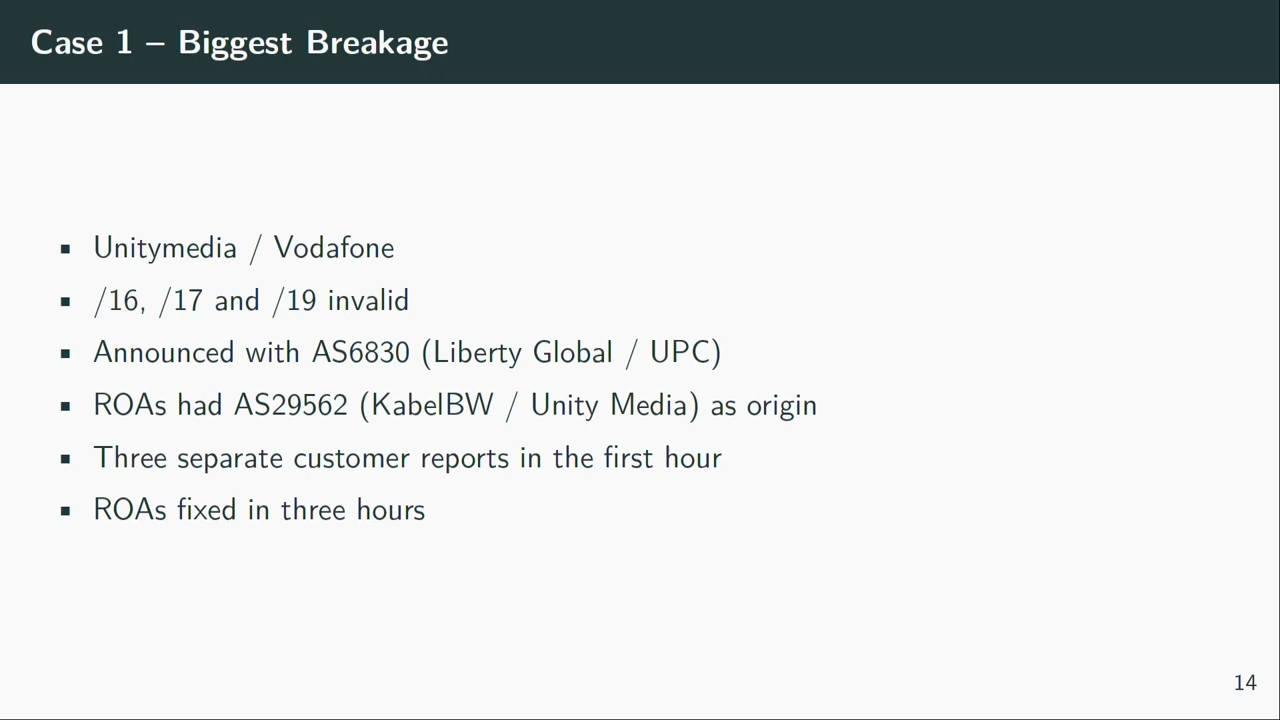 Case 1 – Biggest Breakage
▪ Unitymedia / Vodafone
▪ /16, /17 and /19 invalid
▪ Announced with AS6830 (Liberty Global / UPC)
▪ ROAs had AS29562 (KabelBW / Unity Media) as origin
▪ Three separate customer reports in the first hour
▪ ROAs fixed in three hours
14